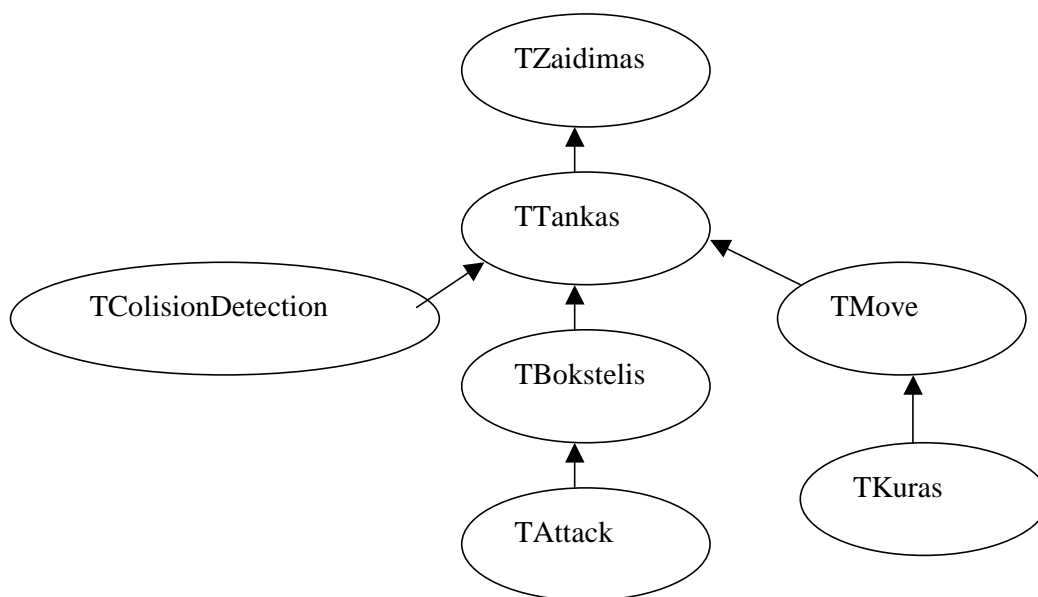 TZaidimas
TTankas
TColisionDetection
TMove
TBokstelis
TKuras
TAttack